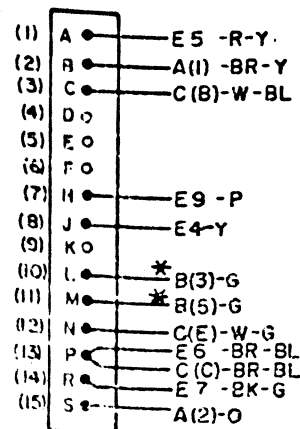 (1) A E5 -R-Y
(2) B A(1) -BR-Y
(3) C C(B)-W-BL
(4) D
(5) E
(6) F
(7) H E9 -P
(8) J E4-Y
(9) K
(10) L * B(3)-G
(11) M * B(5)-G
(12) N C(E)-W-G
(13) P E6 -BR-BL
C(C)-BR-BL
(14) R E7 -BK-G
(15) S A(2)-O